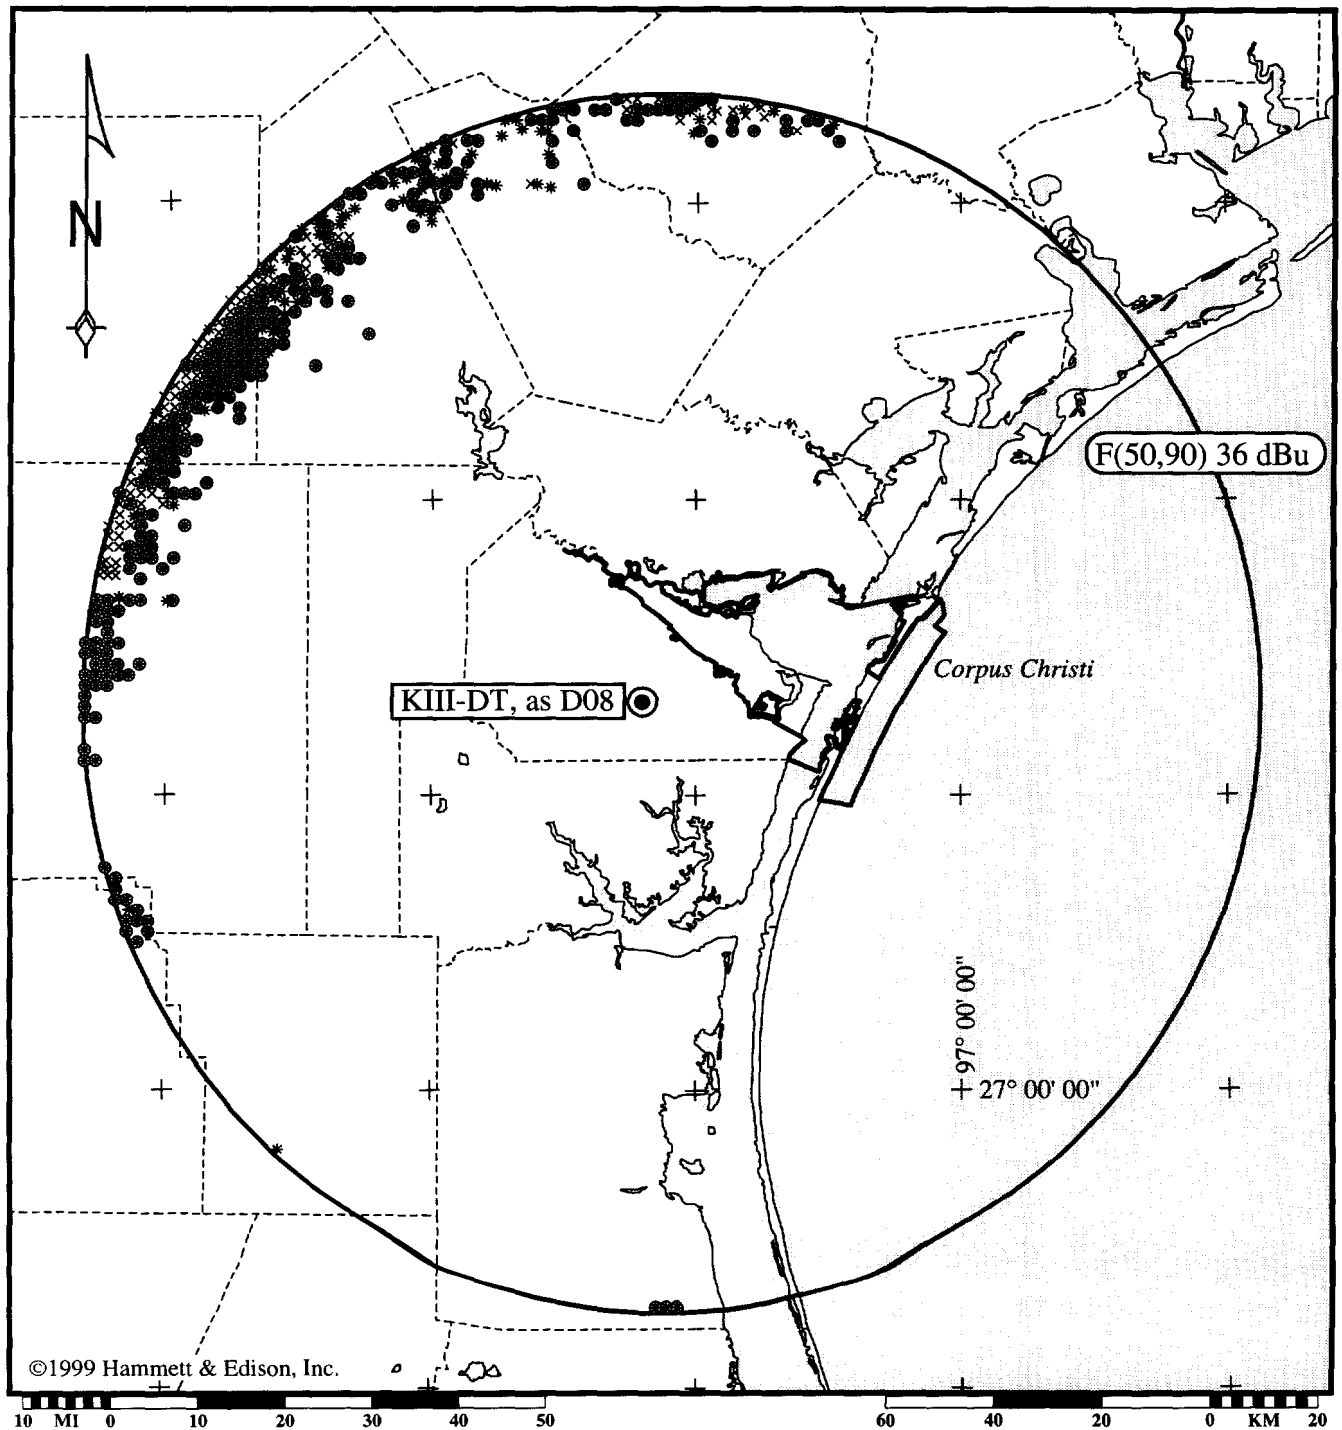 N
F(50,90) 36 dBu
Corpus Christi
KIII-DT, as D08
97° 00' 00"
27° 00' 00"
©1999 Hammett & Edison, Inc.
10 MI 0 10 20 30 40 50 60 40 20 0 KM 20